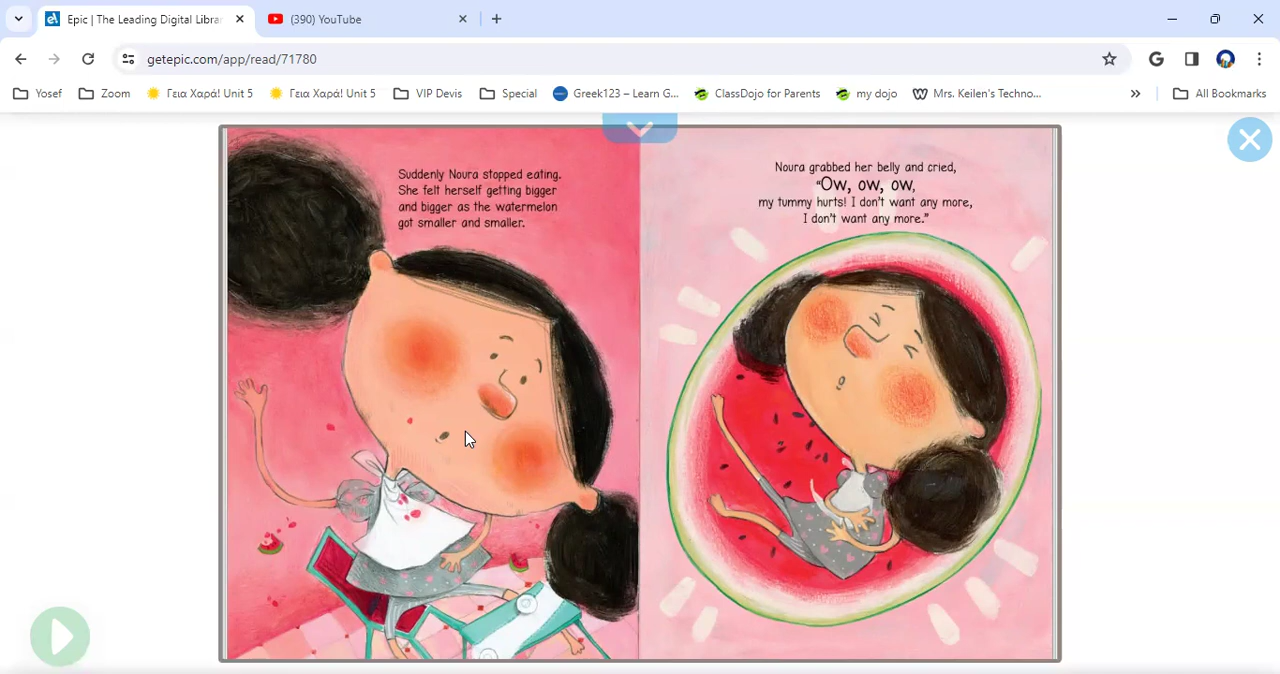 Epic | The Leading Digital Librar
(390) YouTube
getepic.com/app/read/71780
Yosef
Zoom
Γεια Χαρά! Unit 5
Γεια Χαρά! Unit 5
VIP Devis
Special
Greek123 – Learn G...
ClassDojo for Parents
my dojo
Mrs. Keilen's Techno...
»
All Bookmarks
Suddenly Noura stopped eating.
She felt herself getting bigger
and bigger as the watermelon
got smaller and smaller.
Noura grabbed her belly and cried,
“Ow, ow, ow,
my tummy hurts! I don't want any more,
I don't want any more.”